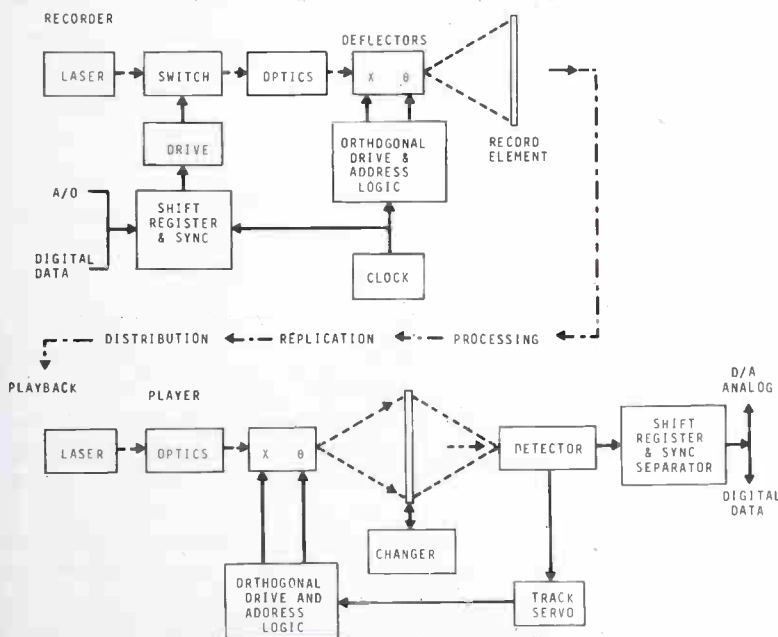 RECORDER
LASER
SWITCH
OPTICS
DEFLECTORS
X θ
RECORD
ELEMENT
DRIVE
ORTHOGONAL
DRIVE &
ADDRESS
LOGIC
A/O
SHIFT
REGISTER
& SYNC
DIGITAL
DATA
CLOCK
DISTRIBUTION
REPLICATION
PROCESSING
PLAYBACK
PLAYER
D/A
ANALOG
LASER
OPTICS
X θ
DETECTOR
SHIFT
REGISTER
& SYNC
SEPARATOR
DIGITAL
DATA
CHANGER
ORTHOGONAL
DRIVE AND
ADDRESS
LOGIC
TRACK
SERVO